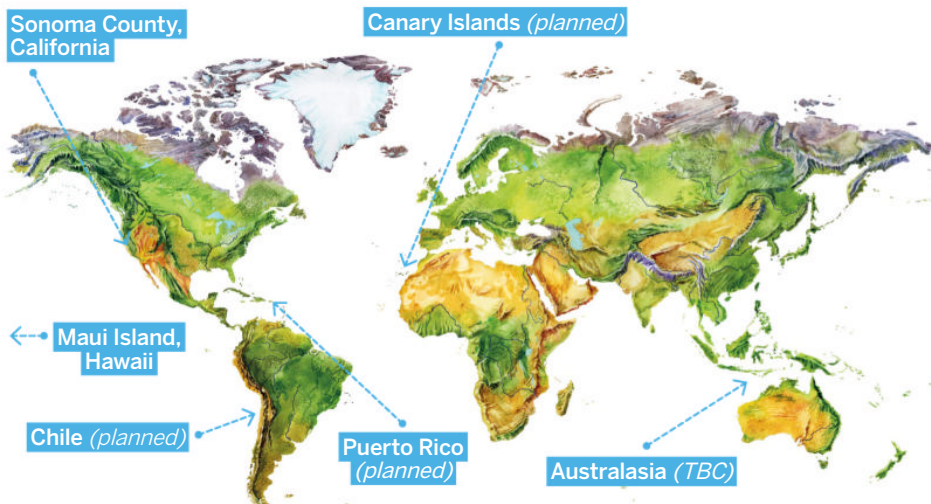 Sonoma County,
California
Canary Islands (planned)
Maui Island,
Hawaii
Chile (planned)
Puerto Rico
(planned)
Australasia (TBC)